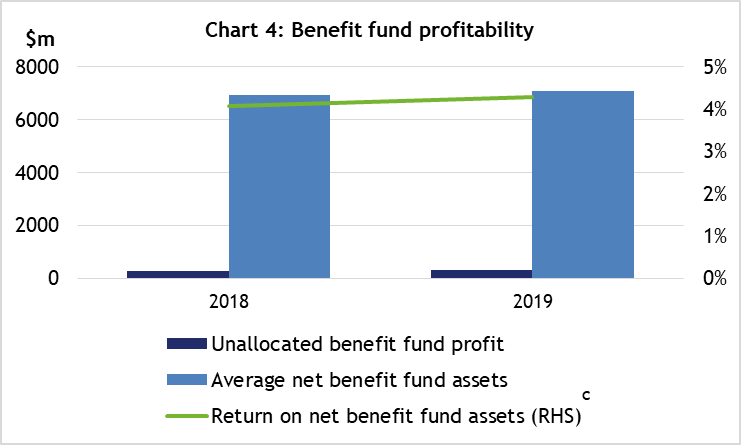 Chart 4: Benefit fund profitability
$m
8000 5%
6000 4%
4000 3%
2000 2%
0 1%
0%
2018 2019
Unallocated benefit fund profit
Average net benefit fund assets
Return on net benefit fund assets (RHS)c